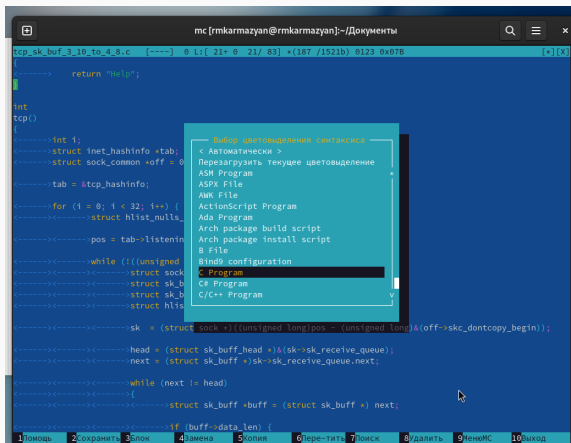 mc [rmkarmazyan@rmkarmazyan]:~/Документы
tcp_sk_buf_3_10_to_4_8.c [----] 0 L:[ 21+ 0 21/ 83] *(187 /1521b) 0123 0x07B [*][X]
{
<------>return "Help";
}
int
tcp()
{
<------>int i;
<------>struct inet_hashinfo *tab;
<------>struct sock_common *off = 0
<------>tab = &tcp_hashinfo;
<------>for (i = 0; i < 32; i++) {
<------><------>struct hlist_nulls_
<------><------>pos = tab->listenin
<------><------>while (!((unsigned
<------><------><------>struct sock
<------><------><------>struct sk_b
<------><------><------>struct sk_b
<------><------><------>struct hlis
<------><------><------>sk = (struct sock *)((unsigned long)pos - (unsigned long)&(off->skc_dontcopy_begin));
<------><------><------>head = (struct sk_buff_head *)&(sk->sk_receive_queue);
<------><------><------>next = (struct sk_buff *)sk->sk_receive_queue.next;
<------><------><------>while (next != head)
<------><------><------>{
<------><------><------><------>struct sk_buff *buff = (struct sk_buff *) next;
<------><------><------><------>if (buff->data_len) {
Выбор цветовыделения синтаксиса
< Автоматически >
Перезагрузить текущее цветовыделение
ASM Program
ASPX File
AWK File
ActionScript Program
Ada Program
Arch package build script
Arch package install script
B File
Bind9 configuration
C Program
C# Program
C/C++ Program
1Помощь 2Сохранить 3Блок 4Замена 5Копия 6Пере-тить 7Поиск 8Удалить 9МенюMC 10Выход